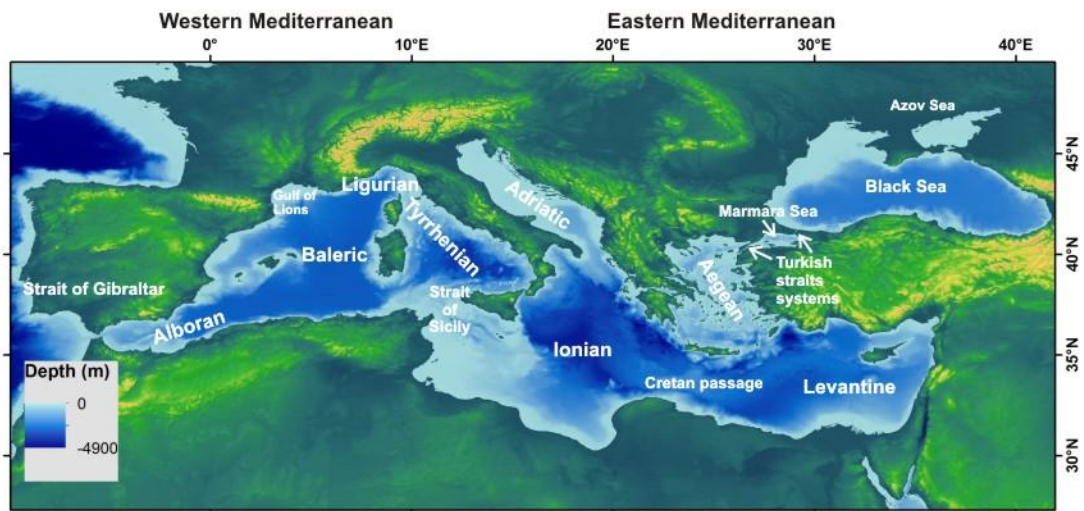 Western Mediterranean
Eastern Mediterranean
0°
10°E
20°E
30°E
40°E
Azov Sea
45°N
Black Sea
Ligurian
Gulf of
Lions
Adriatic
Tyrrhenian
Marmara Sea
Baleric
40°N
Turkish
straits
systems
Aegean
Strait of Gibraltar
Strait
of
Sicily
Alboran
Ionian
35°N
Cretan passage
Levantine
Depth (m)
0
-4900
30°N